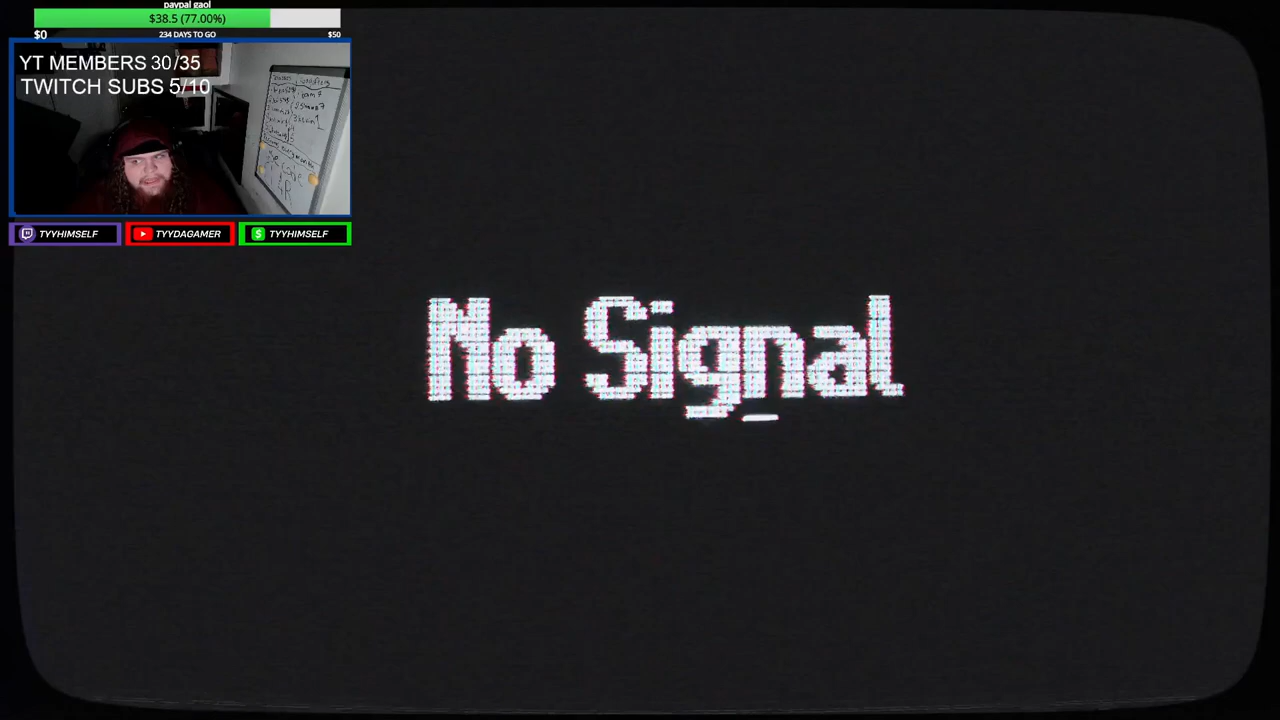 paypal gaol
$38.5 (77.00%)
$0 234 DAYS TO GO $50
YT MEMBERS 30/35
TWITCH SUBS 5/10
TYYHIMSELF TYYDAGAMER TYYHIMSELF
No Signal